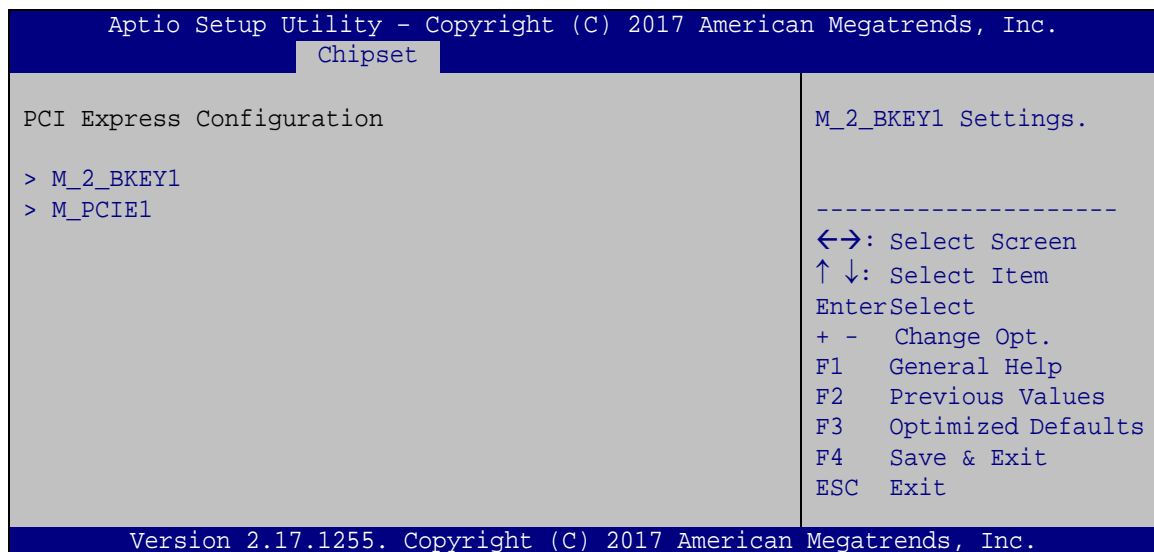 Aptio Setup Utility – Copyright (C) 2017 American Megatrends, Inc.
Chipset
PCI Express Configuration
> M_2_BKEY1
> M_PCIE1
M_2_BKEY1 Settings.
---------------------
←→: Select Screen
↑ ↓: Select Item
EnterSelect
+ - Change Opt.
F1 General Help
F2 Previous Values
F3 Optimized Defaults
F4 Save & Exit
ESC Exit
Version 2.17.1255. Copyright (C) 2017 American Megatrends, Inc.